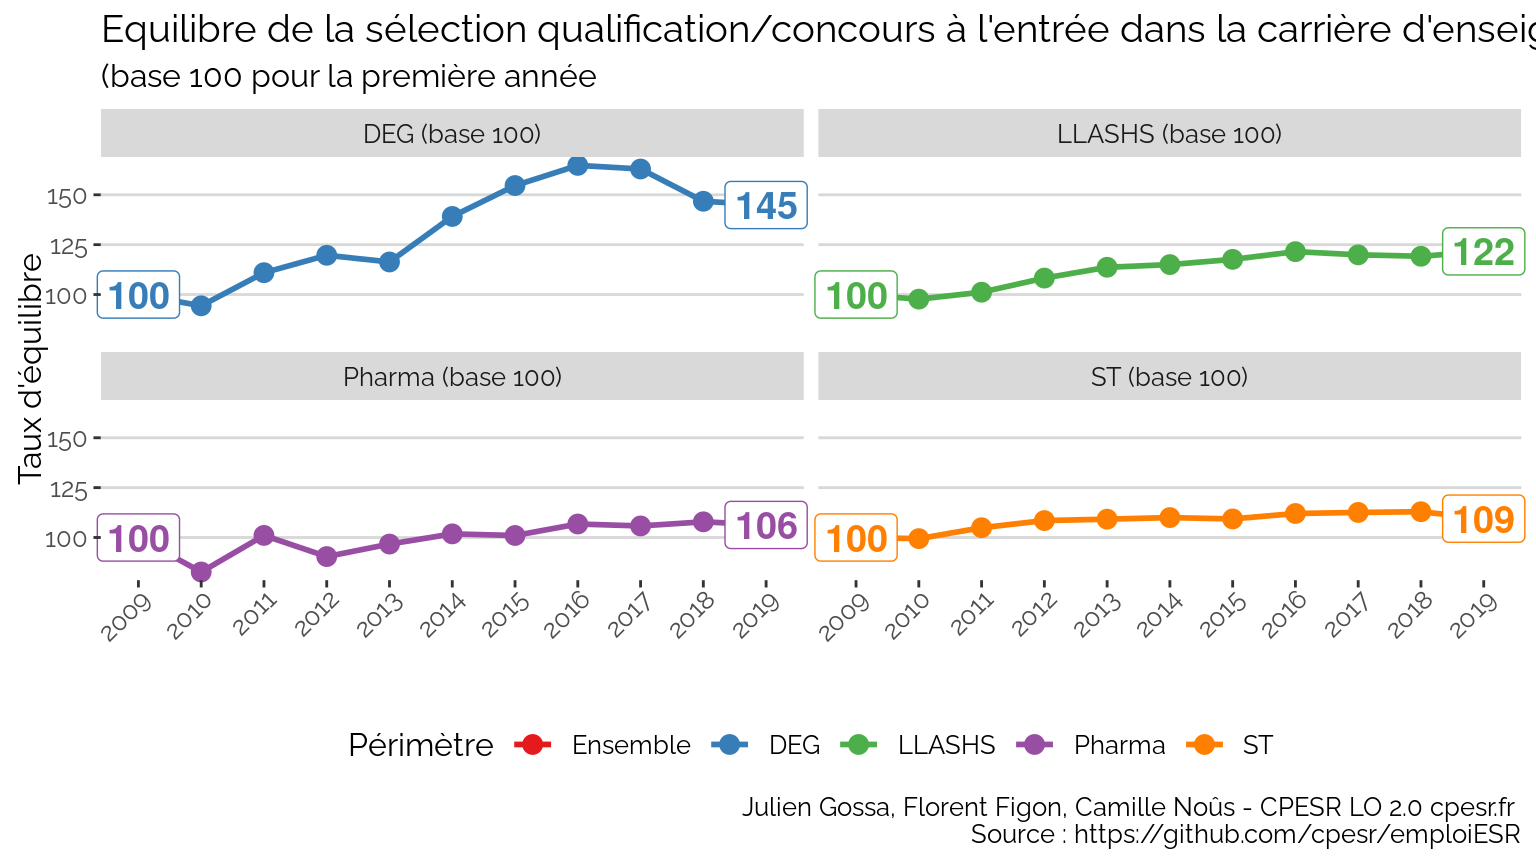 Equilibre de la sélection qualification/concours à l'entrée dans la carrière
(base 100 pour la première année
DEG (base 100)
LLASHS (base 100)
150
125
100
100
145
100
122
Taux d'équilibre
Pharma (base 100)
ST (base 100)
150
125
100
100
106
100
109
2009 2010 2011 2012 2013 2014 2015 2016 2017 2018 2019
2009 2010 2011 2012 2013 2014 2015 2016 2017 2018 2019
Périmètre Ensemble DEG LLASHS Pharma ST
Julien Gossa, Florent Figon, Camille Noûs - CPESR LO 2.0 cpesr.fr
Source : https://github.com/cpesr/emploiESR